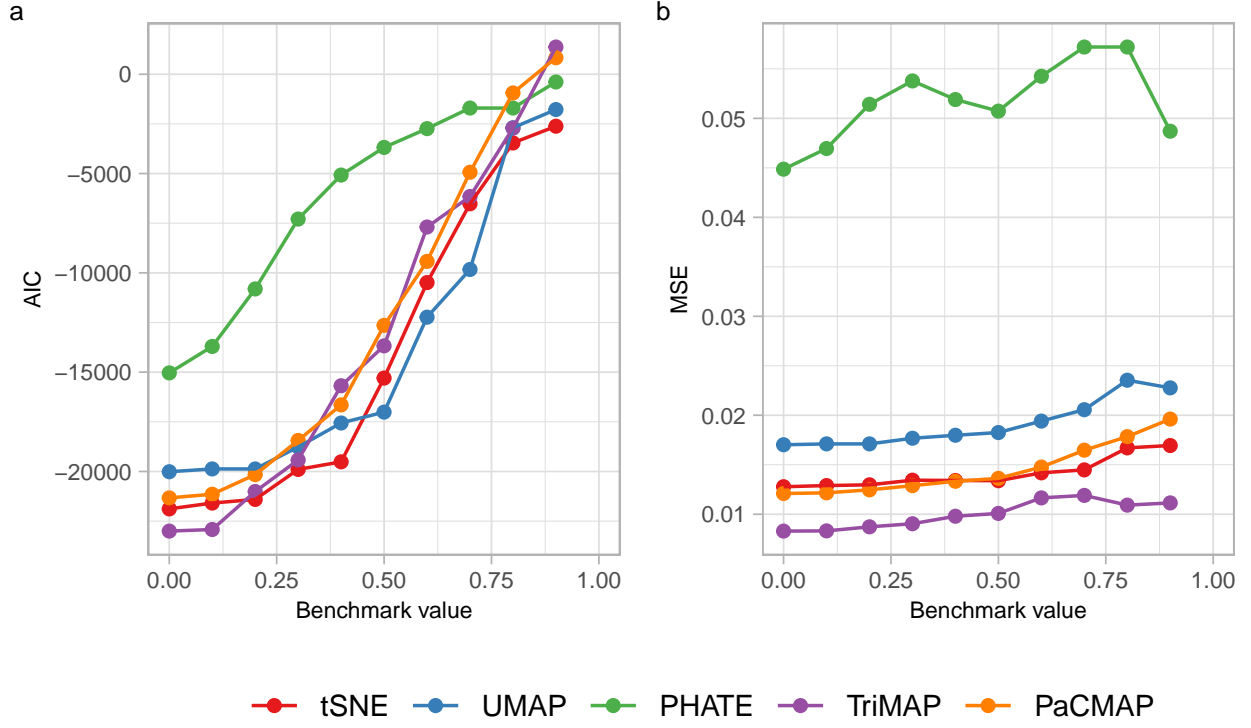 a
AIC
0
−5000
−10000
−15000
−20000
0.00 0.25 0.50 0.75 1.00
Benchmark value
b
MSE
0.05
0.04
0.03
0.02
0.01
0.00 0.25 0.50 0.75 1.00
Benchmark value
tSNE UMAP PHATE TriMAP PaCMAP